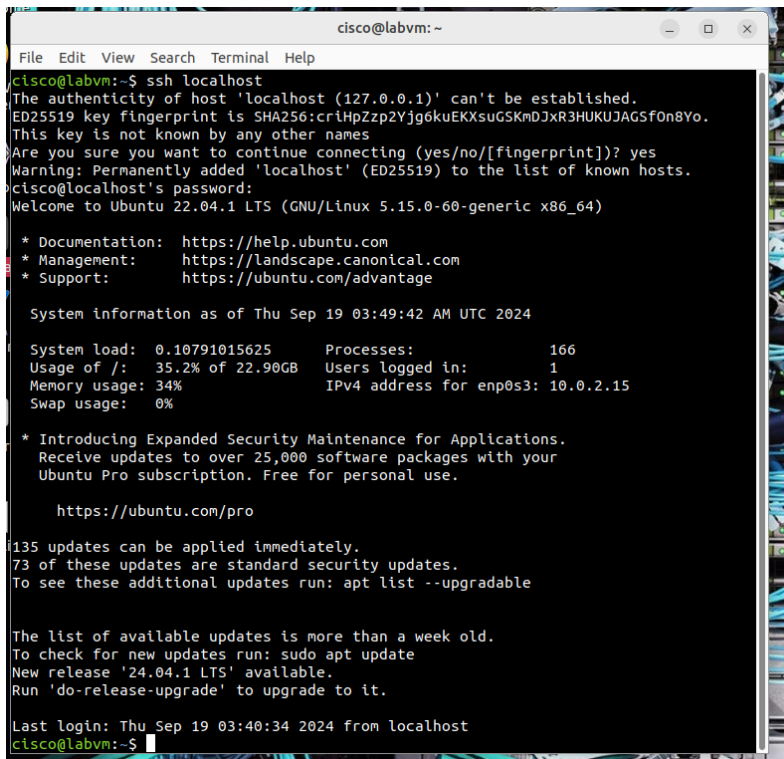 cisco@labvm: ~
File Edit View Search Terminal Help
cisco@labvm:~$ ssh localhost
The authenticity of host 'localhost (127.0.0.1)' can't be established.
ED25519 key fingerprint is SHA256:criHpZzp2Yjg6kuEKXsuGSKmDJxR3HUKUJAGSfOn8Yo.
This key is not known by any other names
Are you sure you want to continue connecting (yes/no/[fingerprint])? yes
Warning: Permanently added 'localhost' (ED25519) to the list of known hosts.
cisco@localhost's password:
Welcome to Ubuntu 22.04.1 LTS (GNU/Linux 5.15.0-60-generic x86_64)
* Documentation: https://help.ubuntu.com
* Management: https://landscape.canonical.com
* Support: https://ubuntu.com/advantage
System information as of Thu Sep 19 03:49:42 AM UTC 2024
System load: 0.10791015625 Processes: 166
Usage of /: 35.2% of 22.90GB Users logged in: 1
Memory usage: 34% IPv4 address for enp0s3: 10.0.2.15
Swap usage: 0%
* Introducing Expanded Security Maintenance for Applications.
Receive updates to over 25,000 software packages with your
Ubuntu Pro subscription. Free for personal use.
https://ubuntu.com/pro
135 updates can be applied immediately.
73 of these updates are standard security updates.
To see these additional updates run: apt list --upgradable
The list of available updates is more than a week old.
To check for new updates run: sudo apt update
New release '24.04.1 LTS' available.
Run 'do-release-upgrade' to upgrade to it.
Last login: Thu Sep 19 03:40:34 2024 from localhost
cisco@labvm:~$